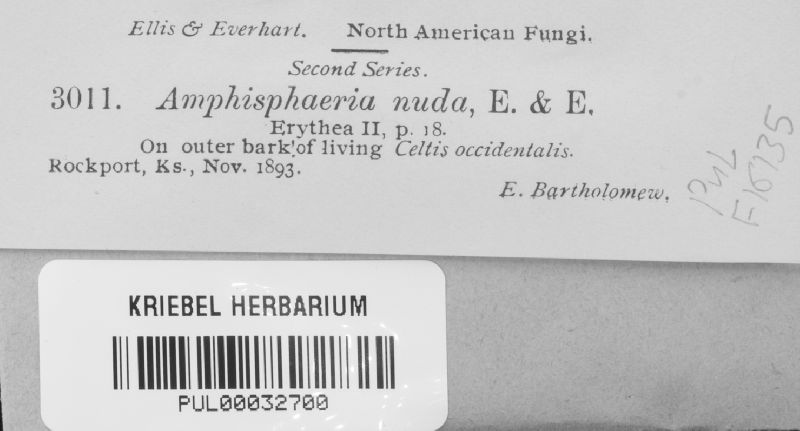 Ellis & Everhart. North American Fungi.
Second Series.
3011. Amphisphaeria nuda, E. & E.
Erythea II, p. 18.
On outer bark of living Celtis occidentalis.
Rockport, Ks., Nov. 1893.
E. Bartholomew.
PuL
F16735
KRIEBEL HERBARIUM
PUL00032700